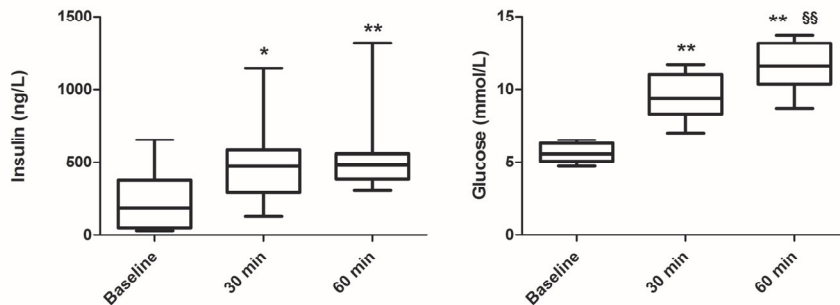 1500
1000
500
0
Insulin (ng/L)
*
**
Baseline
30 min
60 min
15
10
5
0
Glucose (mmol/L)
**
** §§
Baseline
30 min
60 min